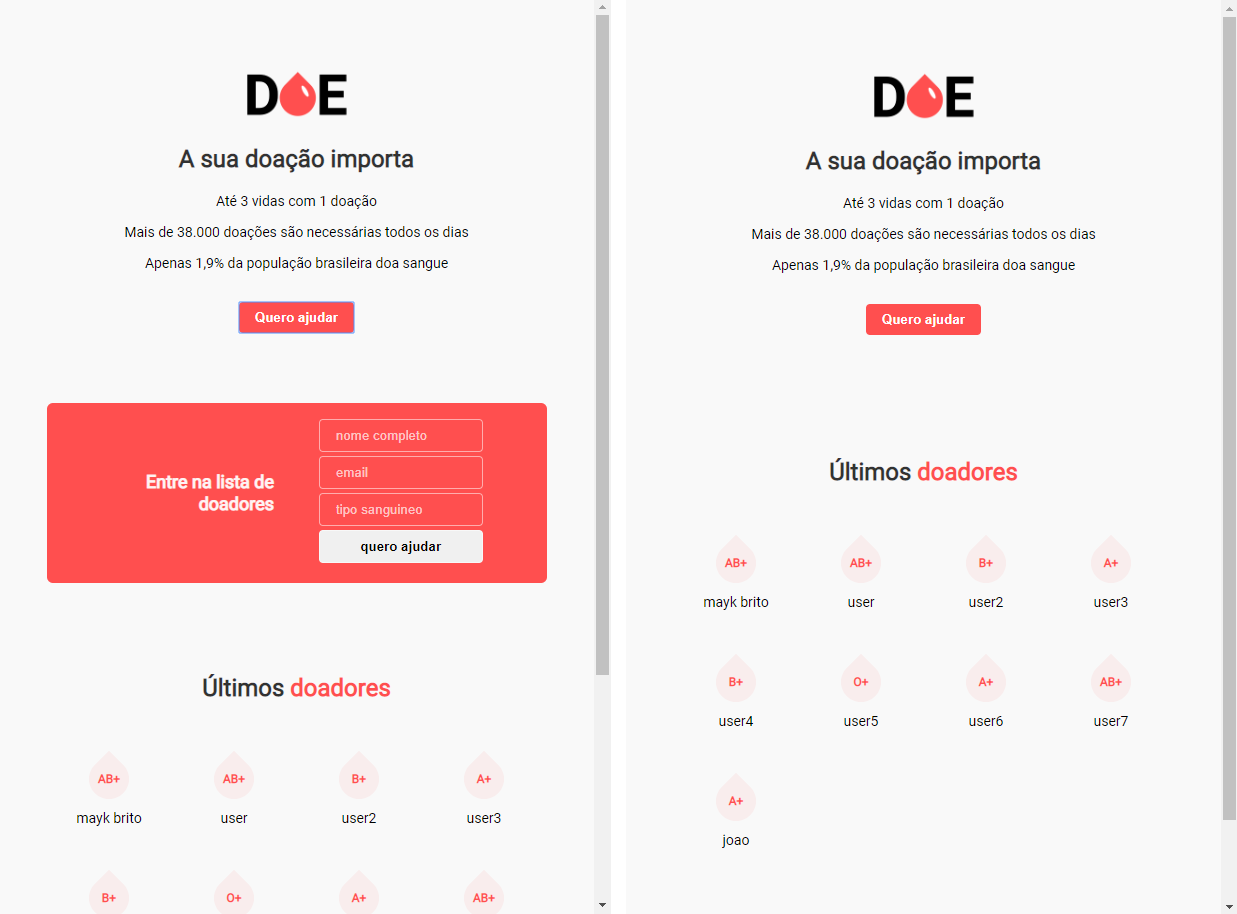 DOE
A sua doação importa
Até 3 vidas com 1 doação
Mais de 38.000 doações são necessárias todos os dias
Apenas 1,9% da população brasileira doa sangue
Quero ajudar
Entre na lista de
doadores
nome completo
email
tipo sanguineo
quero ajudar
Últimos doadores
AB+ AB+ B+ A+
mayk brito user user2 user3
B+ O+ A+ AB+
DOE
A sua doação importa
Até 3 vidas com 1 doação
Mais de 38.000 doações são necessárias todos os dias
Apenas 1,9% da população brasileira doa sangue
Quero ajudar
Últimos doadores
AB+ AB+ B+ A+
mayk brito user user2 user3
B+ O+ A+ AB+
user4 user5 user6 user7
A+
joao